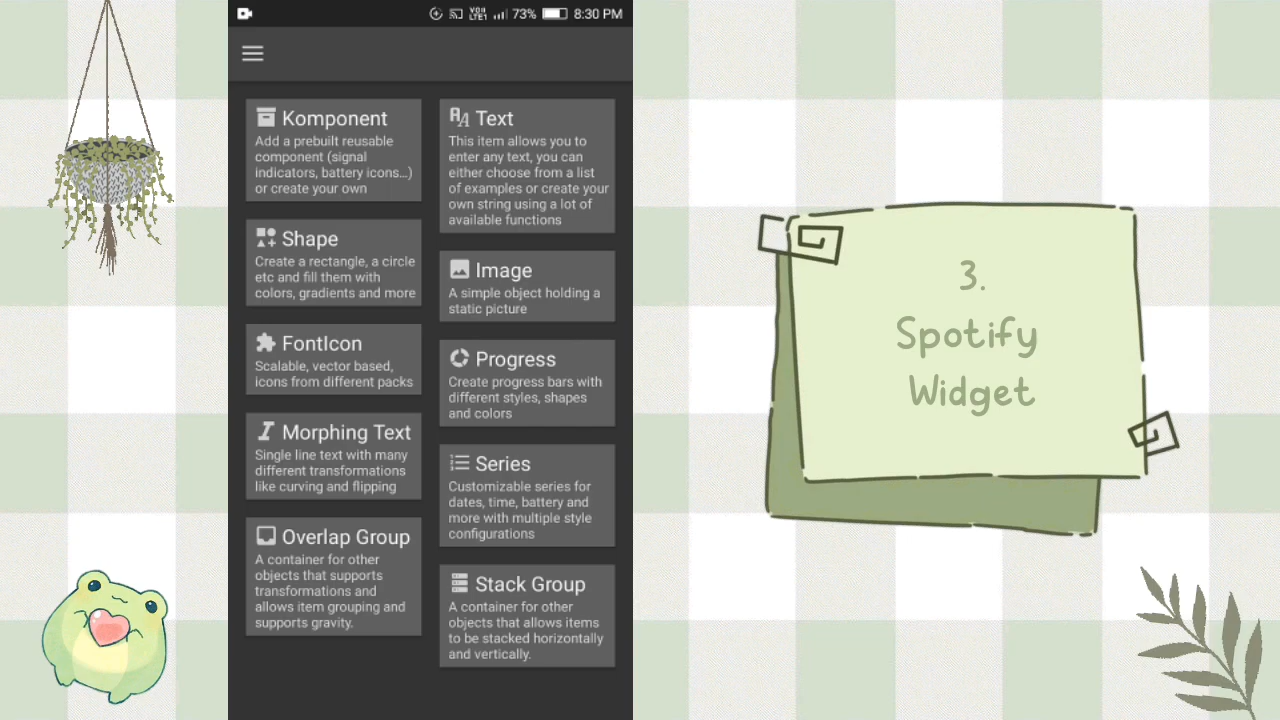 VoLTE1 73% 8:30 PM
Komponent
Add a prebuilt reusable
component (signal
indicators, battery icons...)
or create your own
Shape
Create a rectangle, a circle
etc and fill them with
colors, gradients and more
FontIcon
Scalable, vector based,
icons from different packs
Morphing Text
Single line text with many
different transformations
like curving and flipping
Overlap Group
A container for other
objects that supports
transformations and
allows item grouping and
supports gravity.
Text
This item allows you to
enter any text, you can
either choose from a list
of examples or create your
own string using a lot of
available functions
Image
A simple object holding a
static picture
Progress
Create progress bars with
different styles, shapes
and colors
Series
Customizable series for
dates, time, battery and
more with multiple style
configurations
Stack Group
A container for other
objects that allows items
to be stacked horizontally
and vertically.
3.
Spotify
Widget